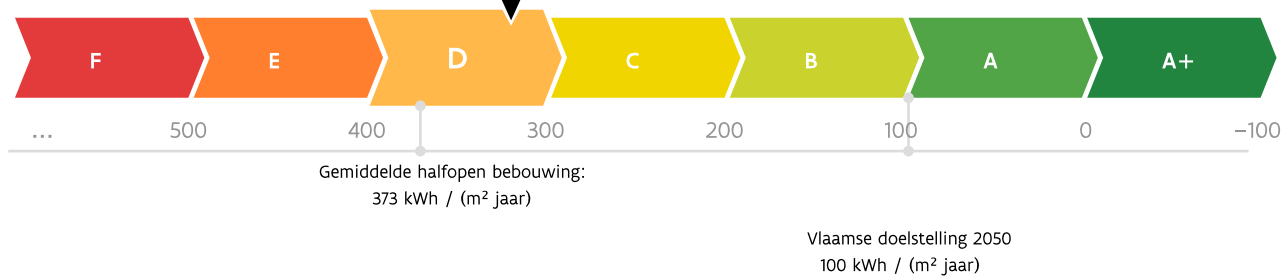 F E D C B A A+
... 500 400 300 200 100 0 −100
Gemiddelde halfopen bebouwing:
373 kWh / (m² jaar)
Vlaamse doelstelling 2050
100 kWh / (m² jaar)